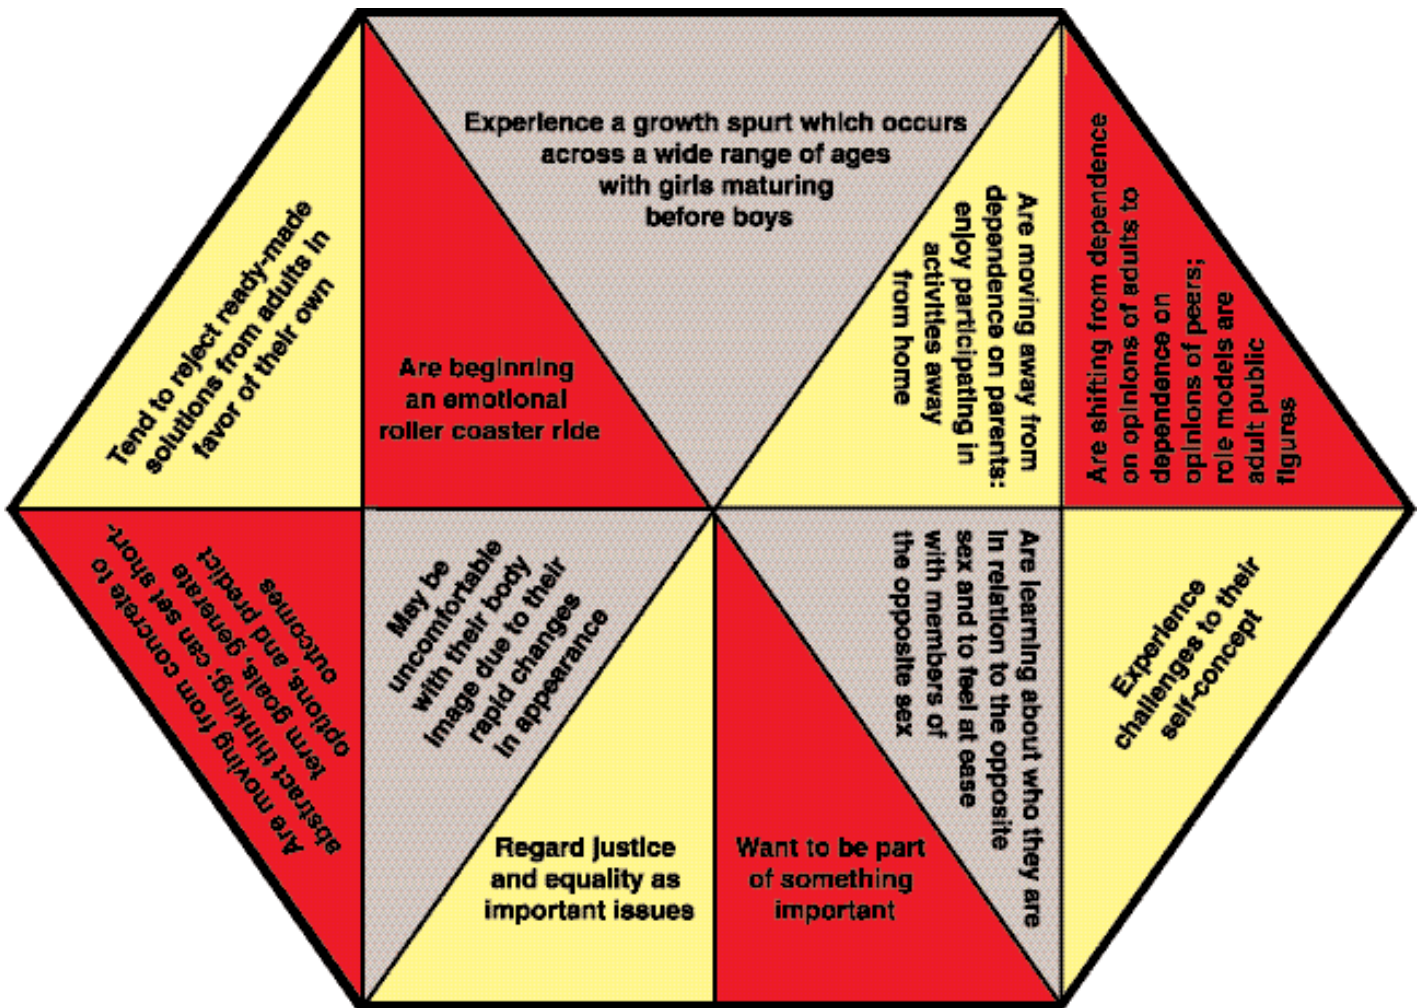 Experience a growth spurt which occurs
across a wide range of ages
with girls maturing
before boys
Tend to reject ready-made
solutions from adults in
favor of their own
Are beginning
an emotional
roller coaster ride
Are moving away from
dependence on parents:
enjoy participating in
activities away
from home
Are shifting from dependence
on opinions of adults to
dependence on
opinions of peers;
role models are
adult public
figures
Are moving from concrete to
abstract thinking; can set short-
term goals, generate
options, and predict
outcomes
May be
uncomfortable
with their body
image due to their
rapid changes
in appearance
Regard justice
and equality as
important issues
Want to be part
of something
important
Are learning about who they are
in relation to the opposite
sex and to feel at ease
with members of
the opposite sex
Experience
challenges to their
self-concept